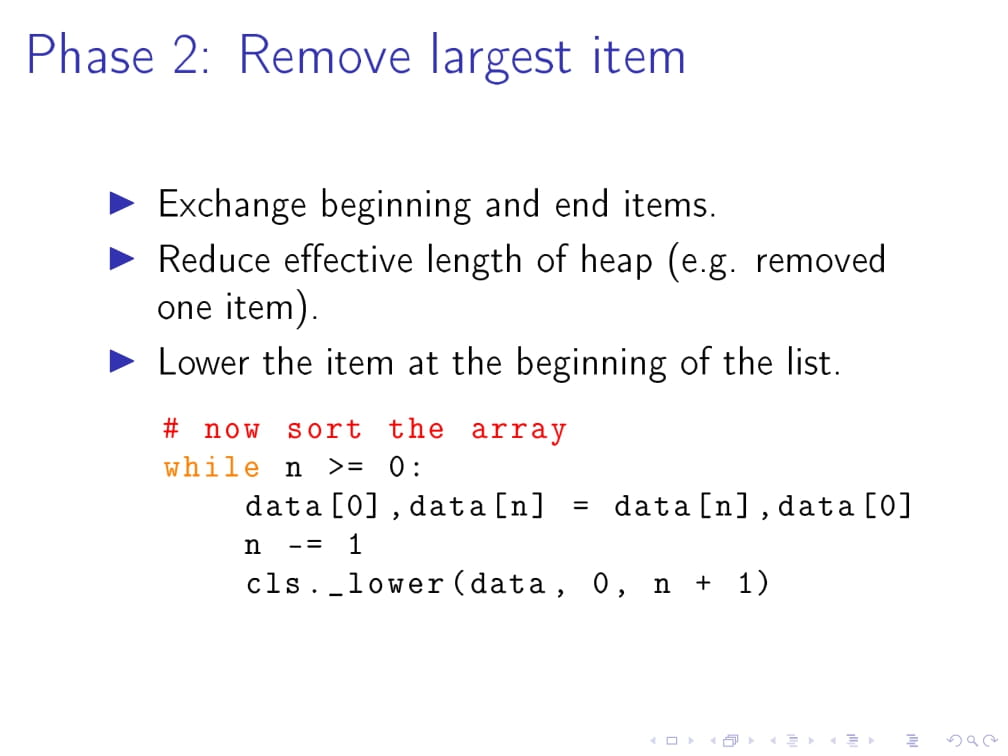 Phase 2: Remove largest item
Exchange beginning and end items.
Reduce effective length of heap (e.g. removed
one item).
Lower the item at the beginning of the list.
# now sort the array
while n >= 0:
data[0],data[n] = data[n],data[0]
n -= 1
cls._lower(data, 0, n + 1)